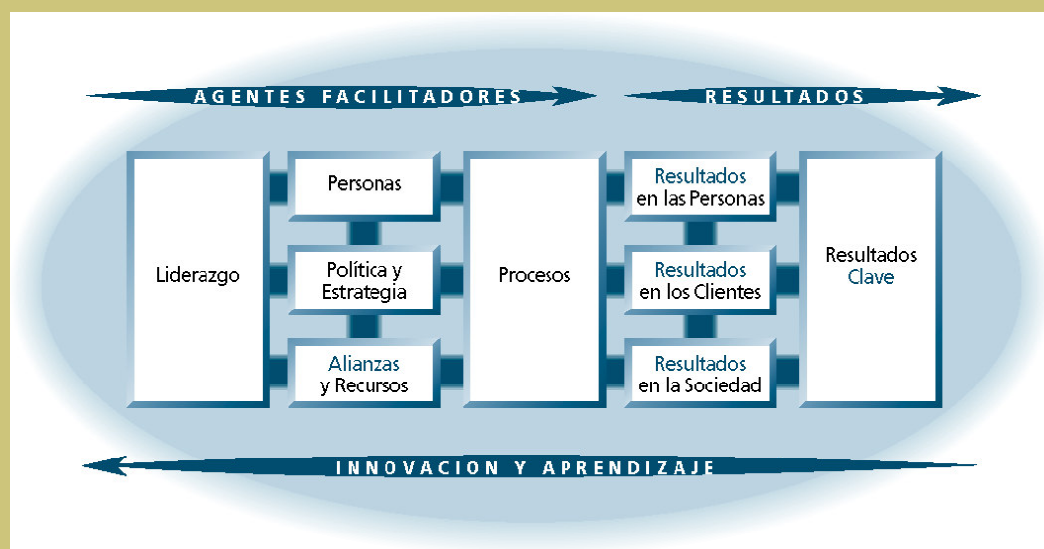 AGENTES FACILITADORES
RESULTADOS
Liderazgo
Personas
Política y
Estrategia
Alianzas
y Recursos
Procesos
Resultados
en las Personas
Resultados
en los Clientes
Resultados
en la Sociedad
Resultados
Clave
INNOVACION Y APRENDIZAJE